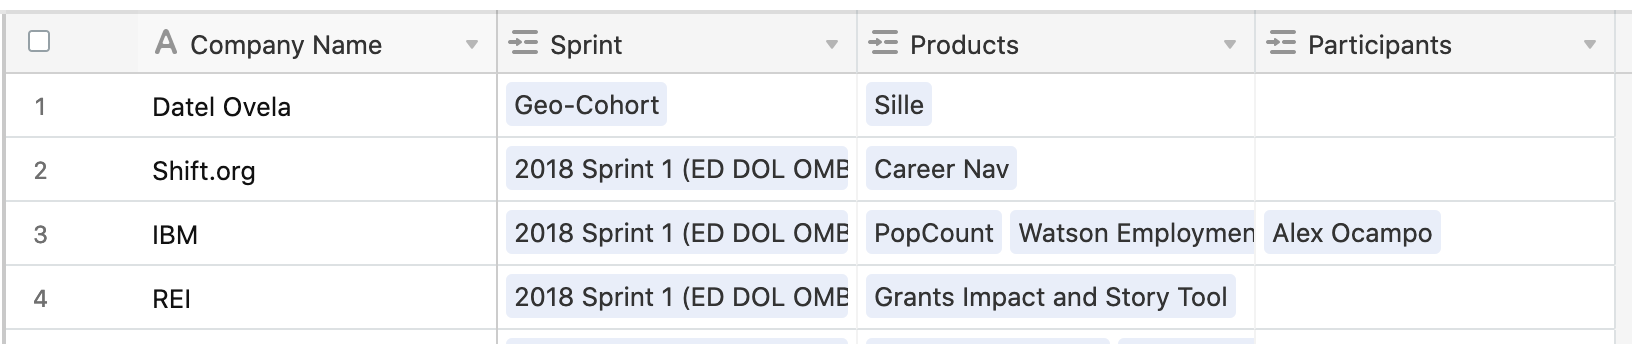 Company Name Sprint Products Participants
1 Datel Ovela Geo-Cohort Sille
2 Shift.org 2018 Sprint 1 (ED DOL OMB Career Nav
3 IBM 2018 Sprint 1 (ED DOL OMB PopCount Watson Employmen Alex Ocampo
4 REI 2018 Sprint 1 (ED DOL OMB Grants Impact and Story Tool